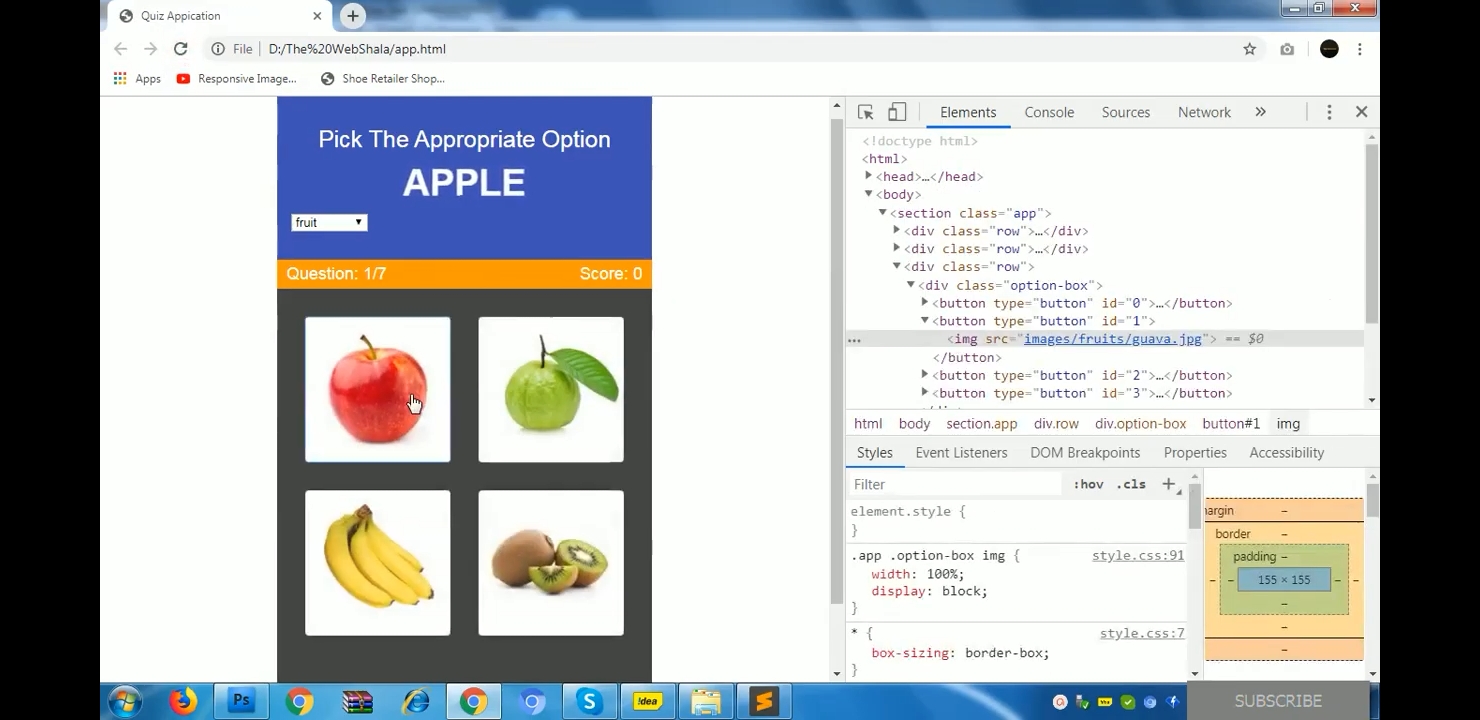 Quiz Appication
File
D:/The%20WebShala/app.html
Apps
Responsive Image...
Shoe Retailer Shop...
Pick The Appropriate Option
APPLE
fruit
Question: 1/7
Score: 0
Elements
Console
Sources
Network
<!doctype html>
<html>
<head>…</head>
<body>
<section class="app">
<div class="row">…</div>
<div class="row">…</div>
<div class="row">
<div class="option-box">
<button type="button" id="0">…</button>
<button type="button" id="1">
<img src="images/fruits/guava.jpg"> == $0
</button>
<button type="button" id="2">…</button>
<button type="button" id="3">…</button>
html body section.app div.row div.option-box button#1 img
Styles
Event Listeners
DOM Breakpoints
Properties
Accessibility
Filter
:hov .cls
element.style {
}
.app .option-box img {
style.css:91
width: 100%;
display: block;
}
* {
style.css:7
box-sizing: border-box;
}
argin
border
padding
155 × 155
Ps
!dea
SUBSCRIBE